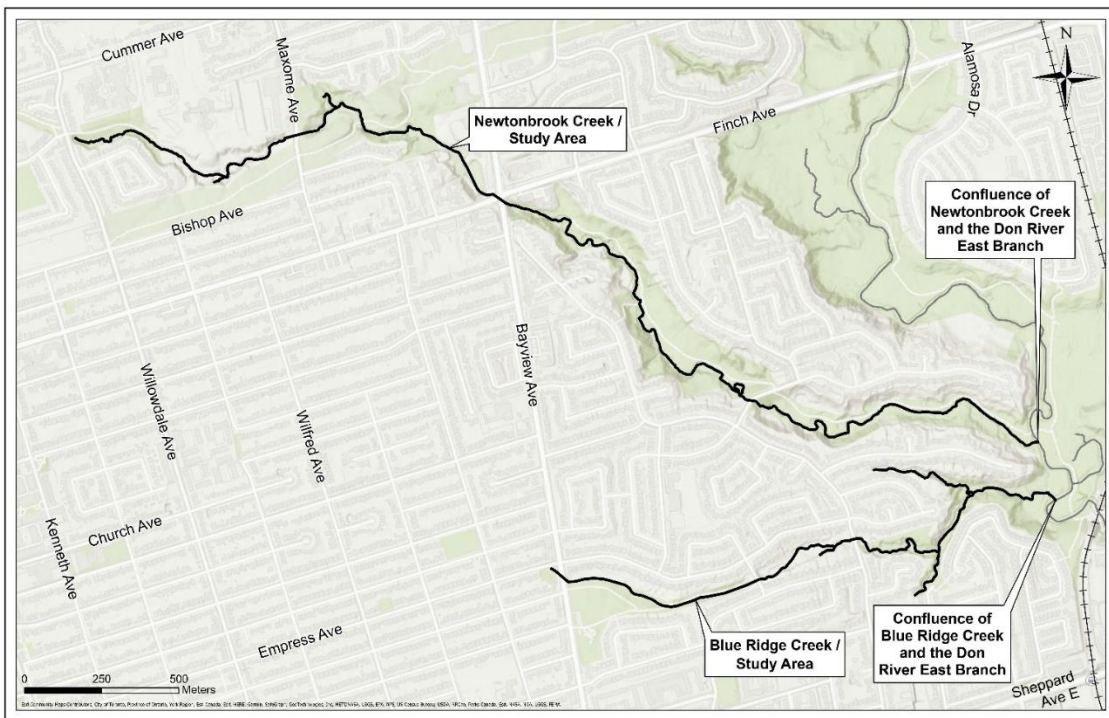 Cummer Ave
Maxome Ave
Alamosa Dr
N
Newtonbrook Creek /
Study Area
Finch Ave
Confluence of
Newtonbrook Creek
and the Don River
East Branch
Bishop Ave
Bayview Ave
Willowdale Ave
Wilfred Ave
Kenneth Ave
Church Ave
Empress Ave
Blue Ridge Creek /
Study Area
Confluence of
Blue Ridge Creek
and the Don
River East Branch
Sheppard
Ave E
0 250 500
Meters